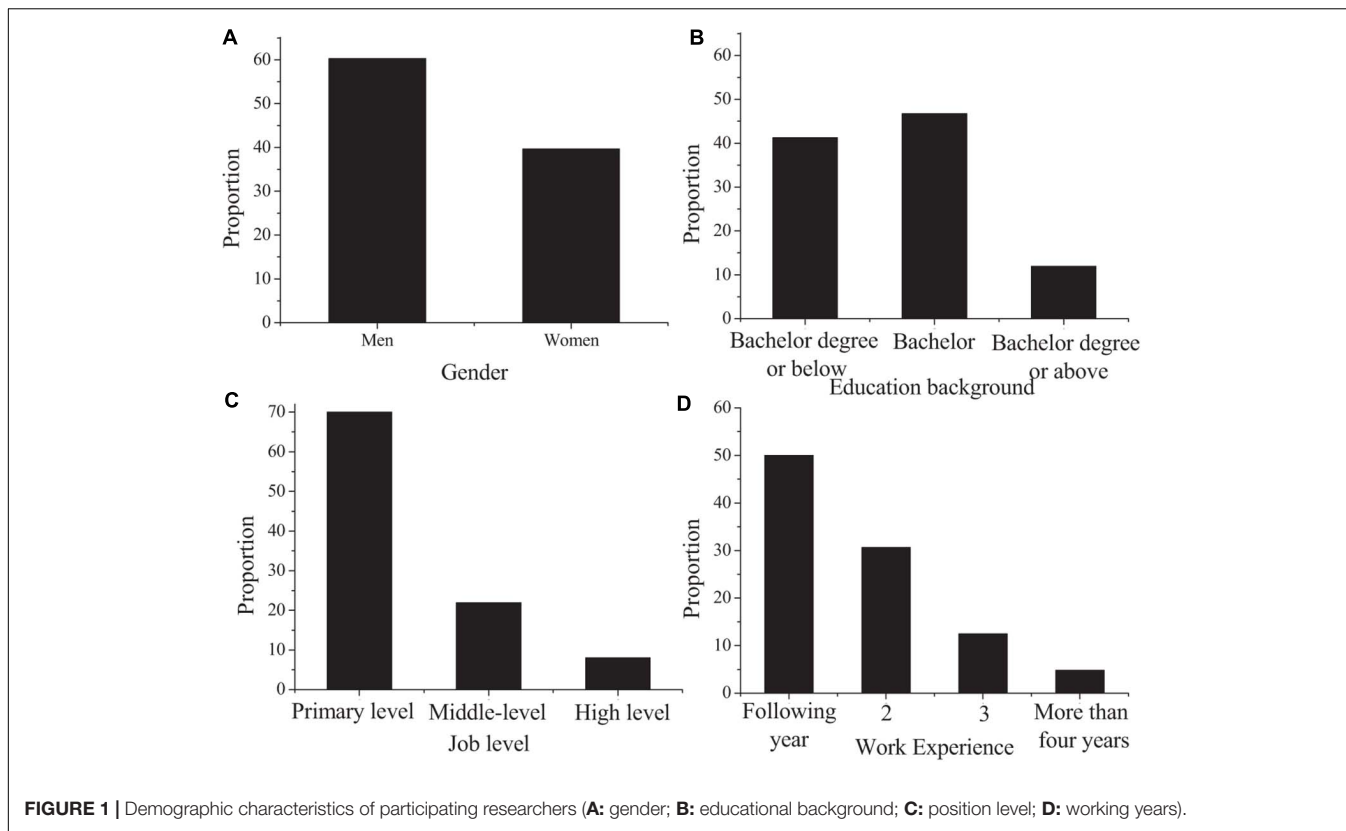 A
60
50
40
30
20
10
0
Proportion
Men
Women
Gender
B
60
50
40
30
20
10
0
Proportion
Bachelor degree
or below
Bachelor
Bachelor degree
or above
Education background
C
70
60
50
40
30
20
10
0
Proportion
Primary level
Middle-level
High level
Job level
D
60
50
40
30
20
10
0
Proportion
Following
year
2
3
More than
four years
Work Experience
FIGURE 1 | Demographic characteristics of participating researchers (A: gender; B: educational background; C: position level; D: working years).